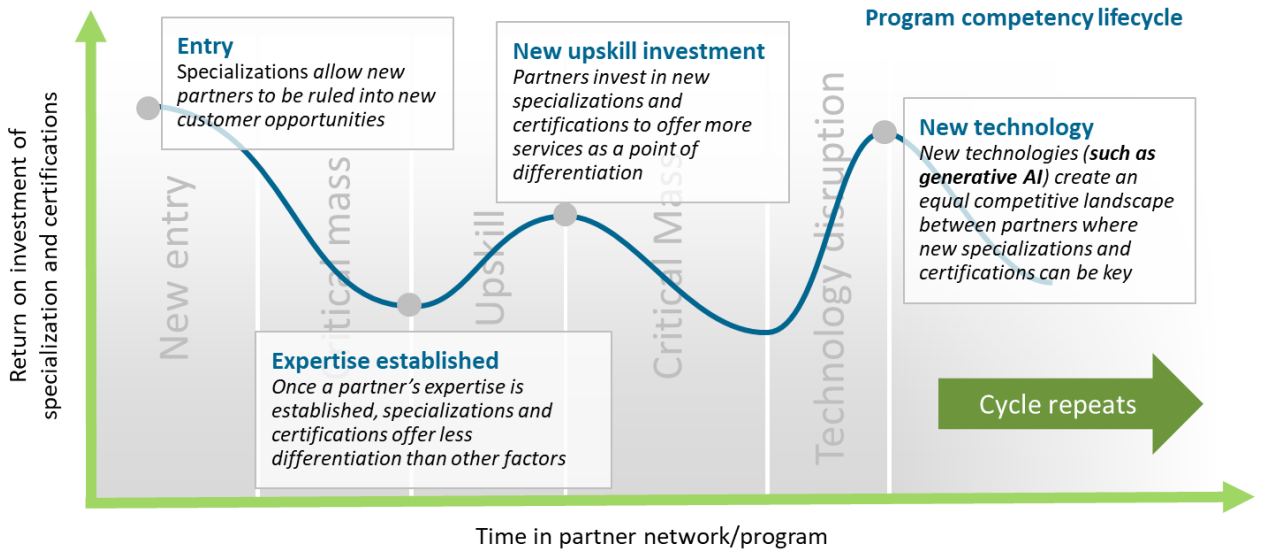 Program competency lifecycle
Entry
Specializations allow new
partners to be ruled into new
customer opportunities
New upskill investment
Partners invest in new
specializations and
certifications to offer more
services as a point of
differentiation
New technology
New technologies (such as
generative AI) create an
equal competitive landscape
between partners where
new specializations and
certifications can be key
Expertise established
Once a partner’s expertise is
established, specializations and
certifications offer less
differentiation than other factors
New entry
Critical mass
Upskill
Critical Mass
Technology disruption
Cycle repeats
Return on investment of
specialization and certifications
Time in partner network/program